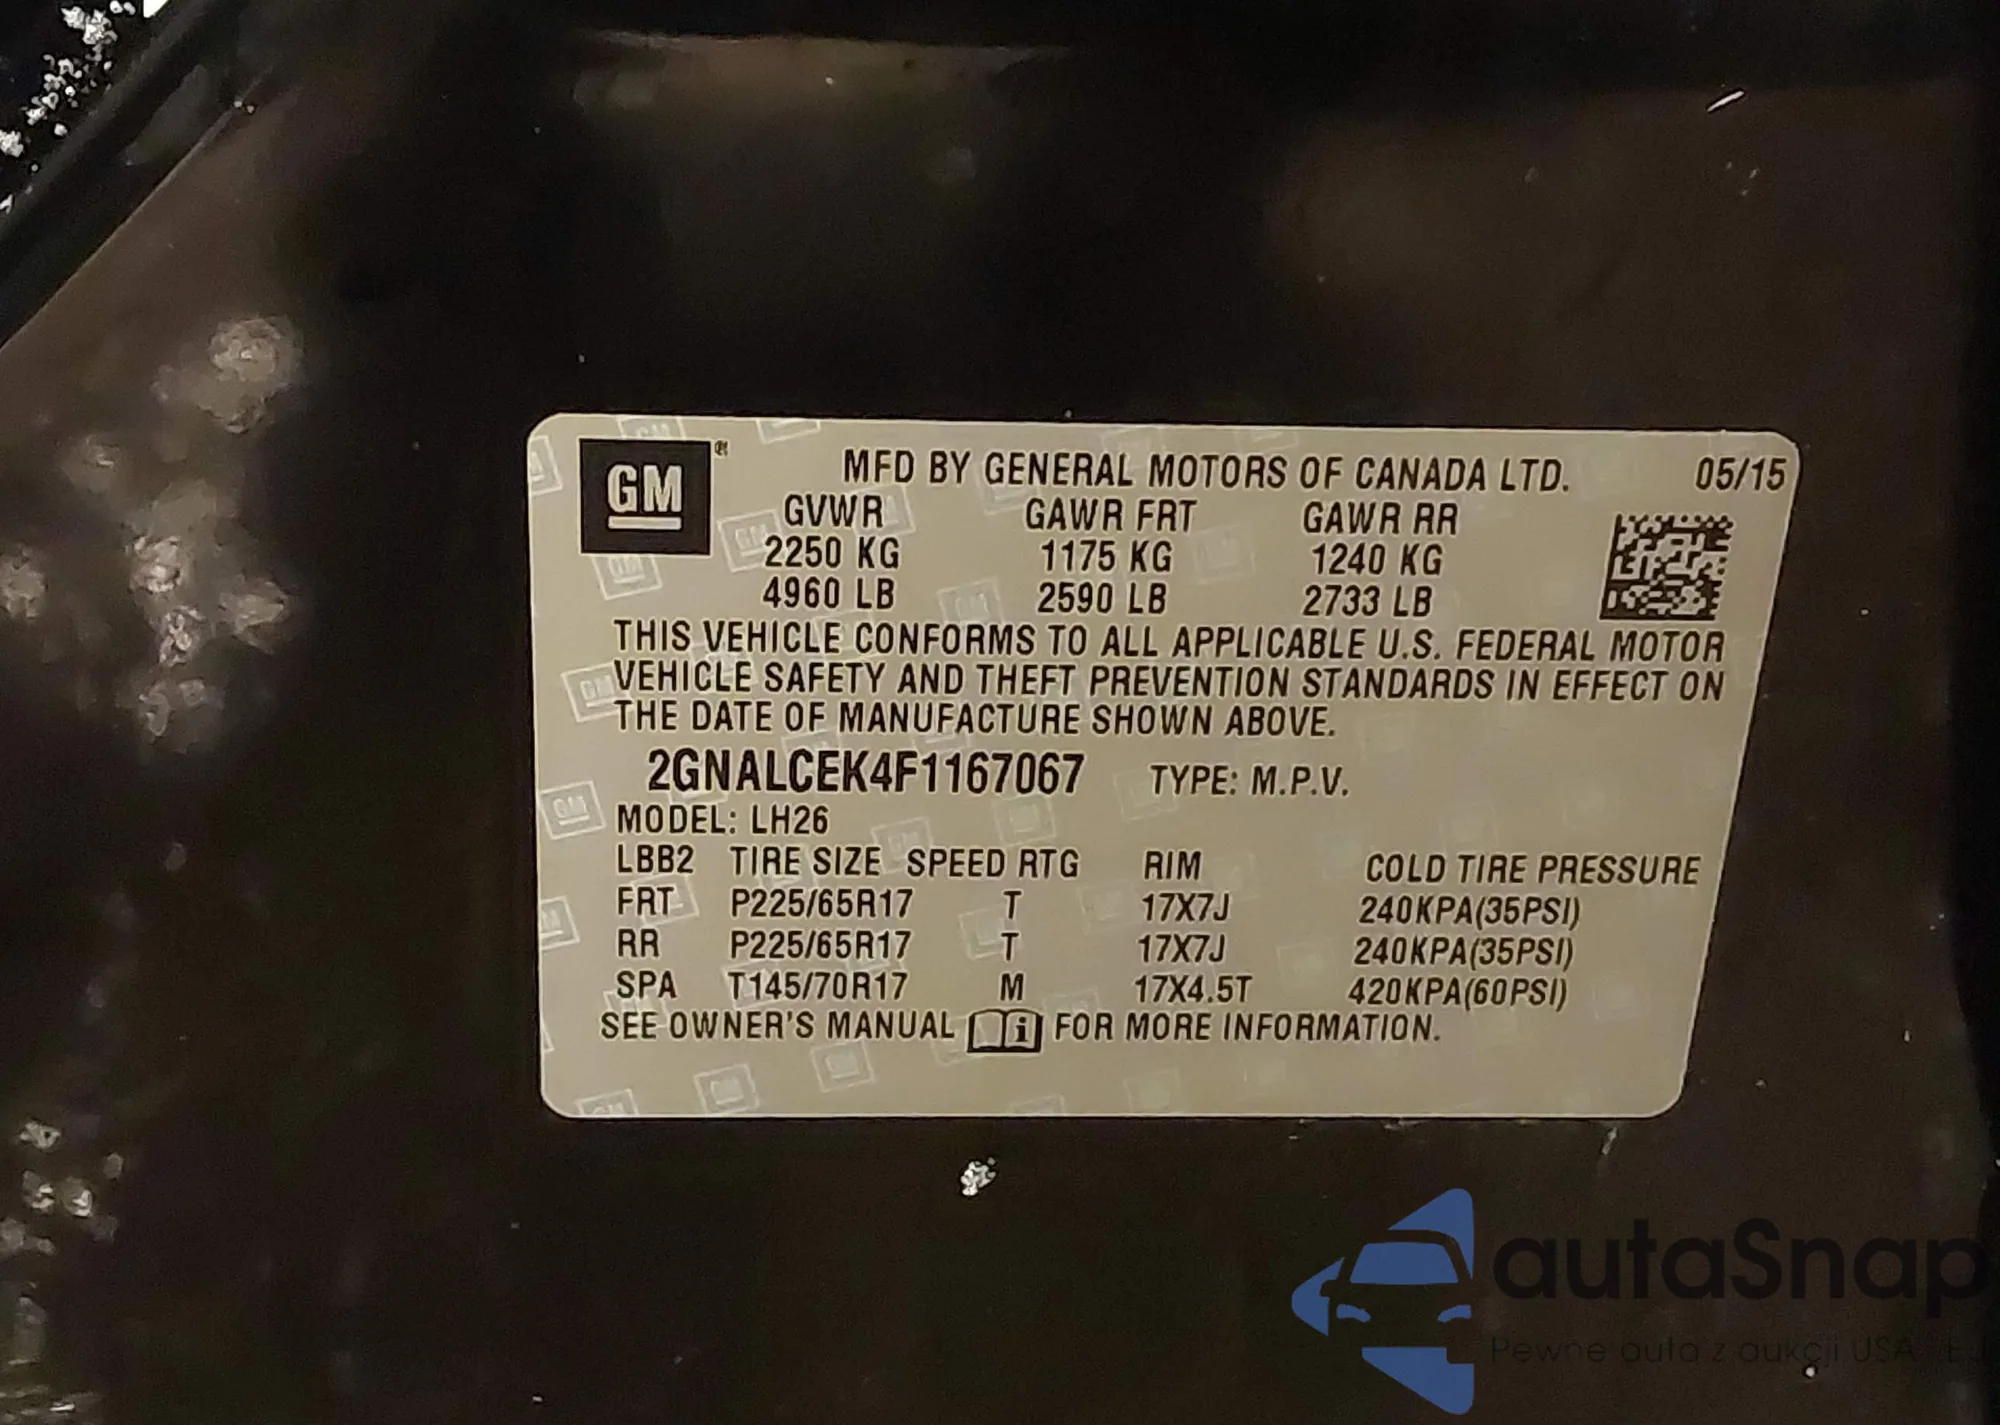 GM ®
MFD BY GENERAL MOTORS OF CANADA LTD. 05/15
GVWR GAWR FRT GAWR RR
2250 KG 1175 KG 1240 KG
4960 LB 2590 LB 2733 LB
THIS VEHICLE CONFORMS TO ALL APPLICABLE U.S. FEDERAL MOTOR
VEHICLE SAFETY AND THEFT PREVENTION STANDARDS IN EFFECT ON
THE DATE OF MANUFACTURE SHOWN ABOVE.
2GNALCEK4F1167067 TYPE: M.P.V.
MODEL: LH26
LBB2 TIRE SIZE SPEED RTG RIM COLD TIRE PRESSURE
FRT P225/65R17 T 17X7J 240KPA(35PSI)
RR P225/65R17 T 17X7J 240KPA(35PSI)
SPA T145/70R17 M 17X4.5T 420KPA(60PSI)
SEE OWNER'S MANUAL i FOR MORE INFORMATION.
autaSnap
Pewne auta z aukcji USA